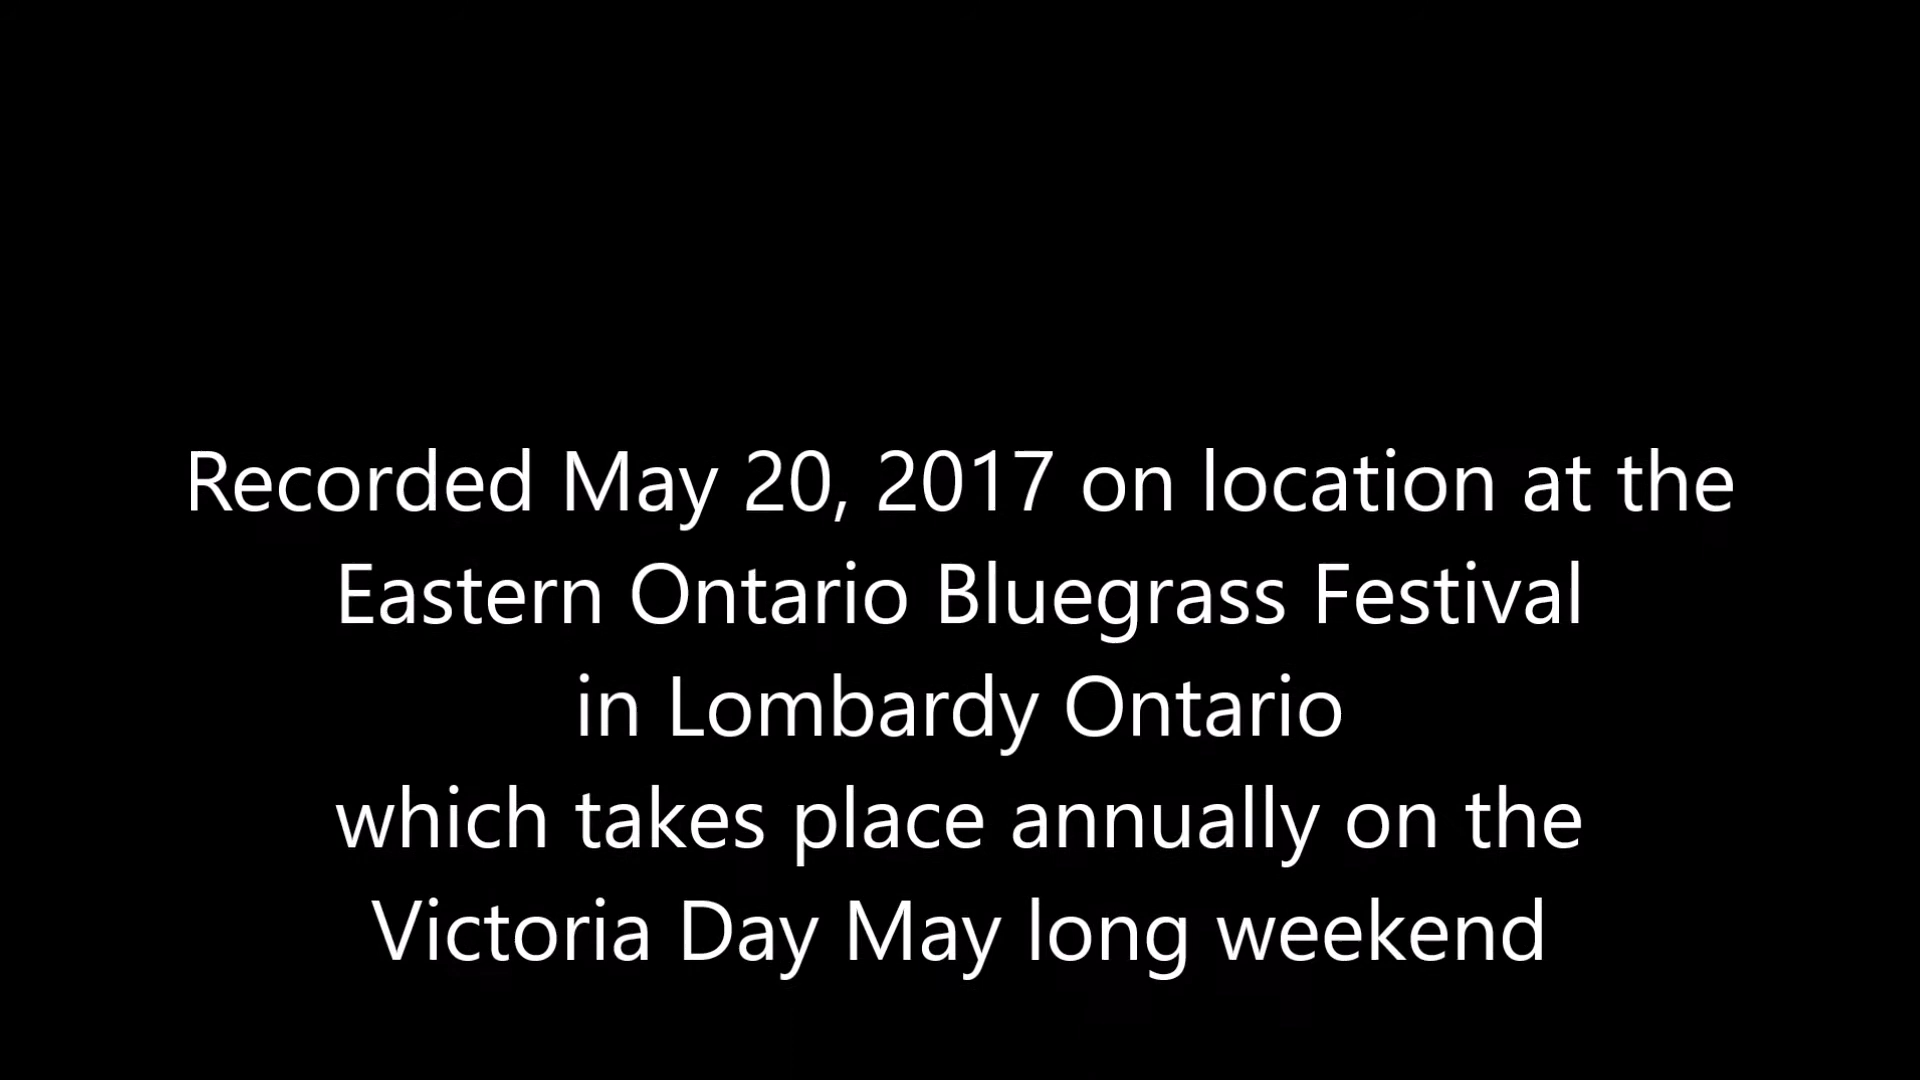 Recorded May 20, 2017 on location at the
Eastern Ontario Bluegrass Festival
in Lombardy Ontario
which takes place annually on the
Victoria Day May long weekend